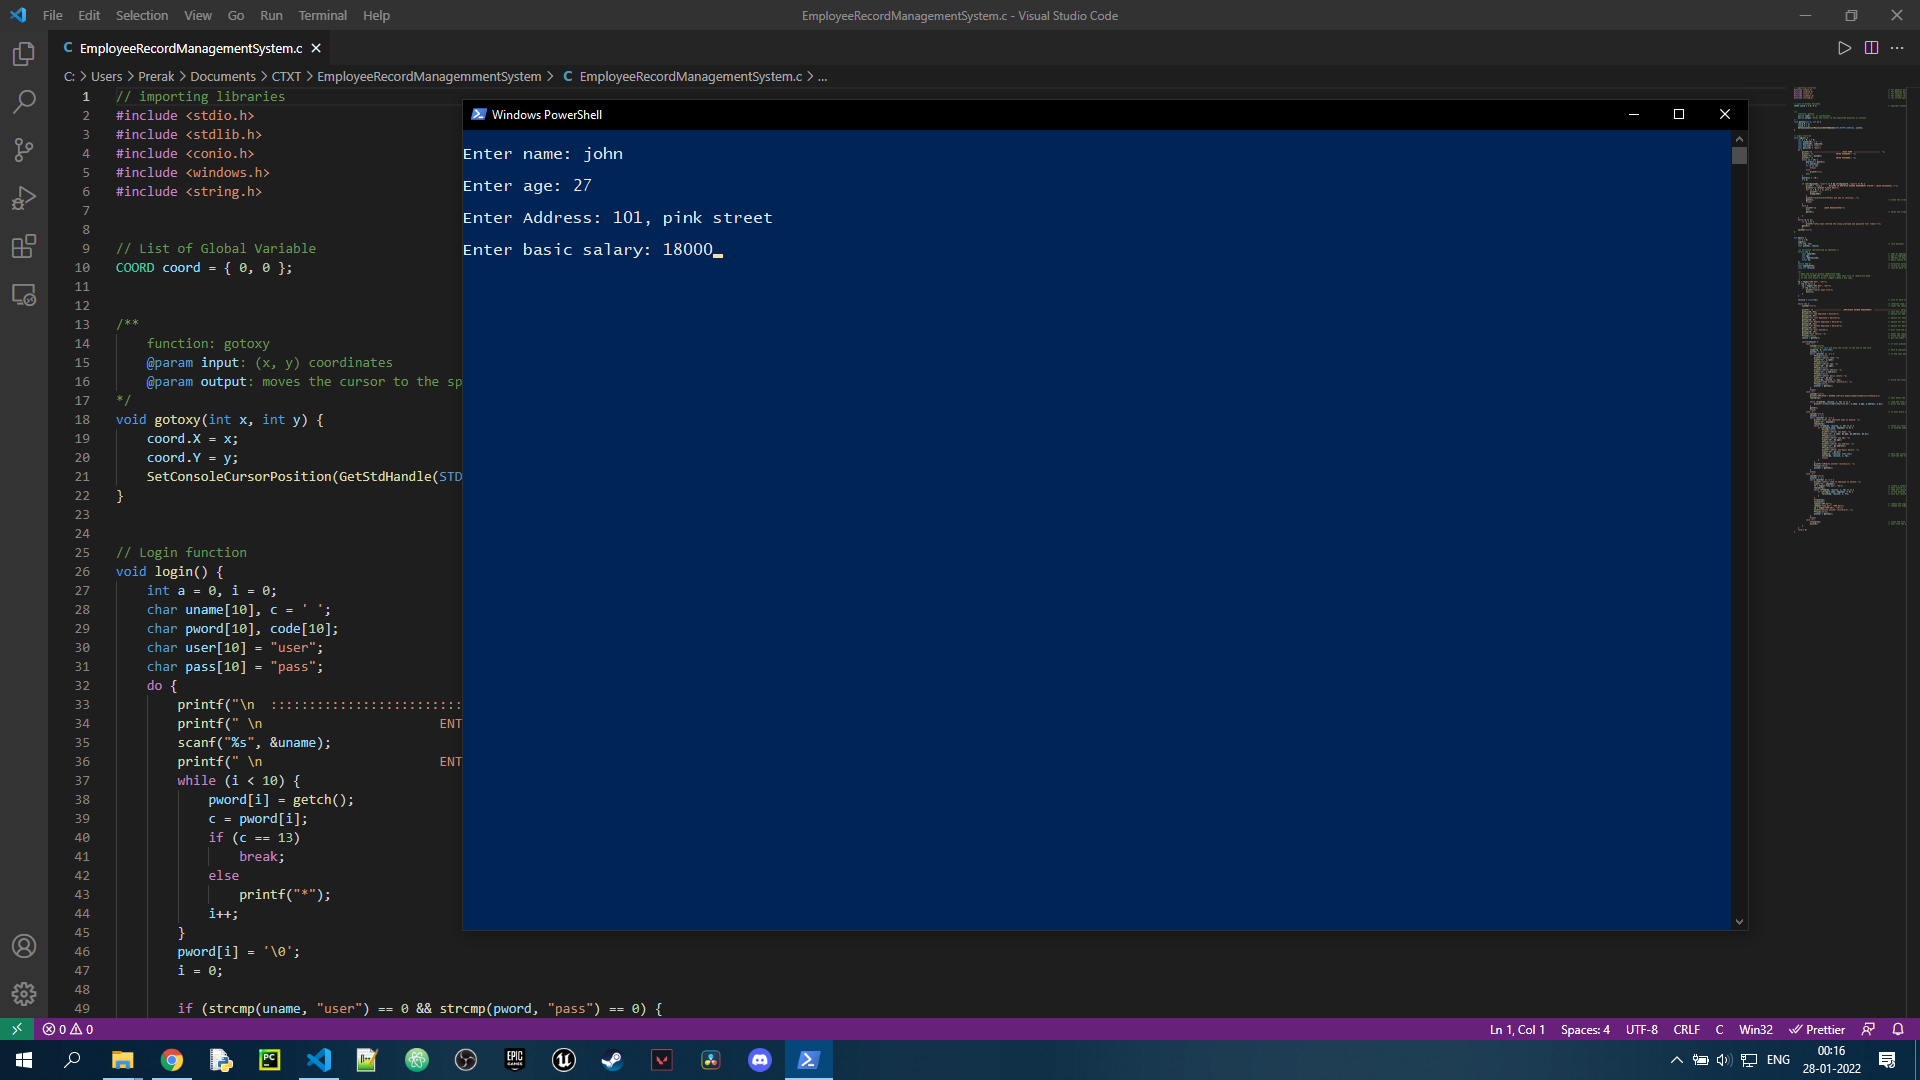 File Edit Selection View Go Run Terminal Help
EmployeeRecordManagementSystem.c - Visual Studio Code
C EmployeeRecordManagementSystem.c
C: > Users > Prerak > Documents > CTXT > EmployeeRecordManagemmentSystem > C EmployeeRecordManagementSystem.c > ...
1 // importing libraries
2 #include <stdio.h>
3 #include <stdlib.h>
4 #include <conio.h>
5 #include <windows.h>
6 #include <string.h>
7
8
9 // List of Global Variable
10 COORD coord = { 0, 0 };
11
12
13 /**
14 function: gotoxy
15 @param input: (x, y) coordinates
16 @param output: moves the cursor to the sp
17 */
18 void gotoxy(int x, int y) {
19 coord.X = x;
20 coord.Y = y;
21 SetConsoleCursorPosition(GetStdHandle(STD
22 }
23
24
25 // Login function
26 void login() {
27 int a = 0, i = 0;
28 char uname[10], c = ' ';
29 char pword[10], code[10];
30 char user[10] = "user";
31 char pass[10] = "pass";
32 do {
33 printf("\n :::::::::::::::::::::::::
34 printf(" \n ENT
35 scanf("%s", &uname);
36 printf(" \n ENT
37 while (i < 10) {
38 pword[i] = getch();
39 c = pword[i];
40 if (c == 13)
41 break;
42 else
43 printf("*");
44 i++;
45 }
46 pword[i] = '\0';
47 i = 0;
48
49 if (strcmp(uname, "user") == 0 && strcmp(pword, "pass") == 0) {
Windows PowerShell
Enter name: john
Enter age: 27
Enter Address: 101, pink street
Enter basic salary: 18000
0 0
Ln 1, Col 1 Spaces: 4 UTF-8 CRLF C Win32 Prettier
PC
EPIC GAMES
ENG
00:16
28-01-2022